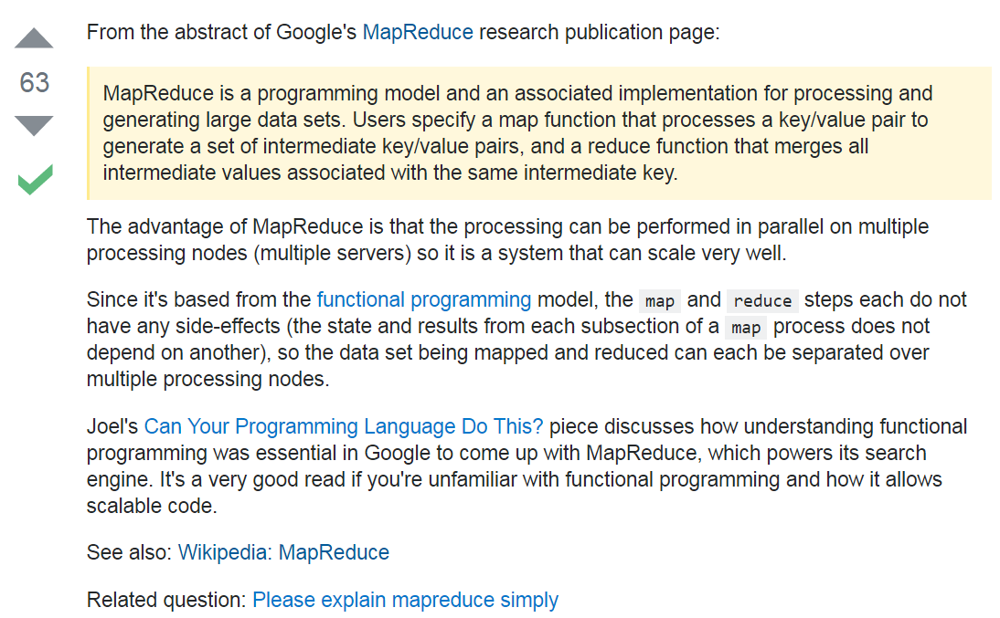 From the abstract of Google's MapReduce research publication page:
63
MapReduce is a programming model and an associated implementation for processing and
generating large data sets. Users specify a map function that processes a key/value pair to
generate a set of intermediate key/value pairs, and a reduce function that merges all
intermediate values associated with the same intermediate key.
The advantage of MapReduce is that the processing can be performed in parallel on multiple
processing nodes (multiple servers) so it is a system that can scale very well.
Since it's based from the functional programming model, the map and reduce steps each do not
have any side-effects (the state and results from each subsection of a map process does not
depend on another), so the data set being mapped and reduced can each be separated over
multiple processing nodes.
Joel's Can Your Programming Language Do This? piece discusses how understanding functional
programming was essential in Google to come up with MapReduce, which powers its search
engine. It's a very good read if you're unfamiliar with functional programming and how it allows
scalable code.
See also: Wikipedia: MapReduce
Related question: Please explain mapreduce simply